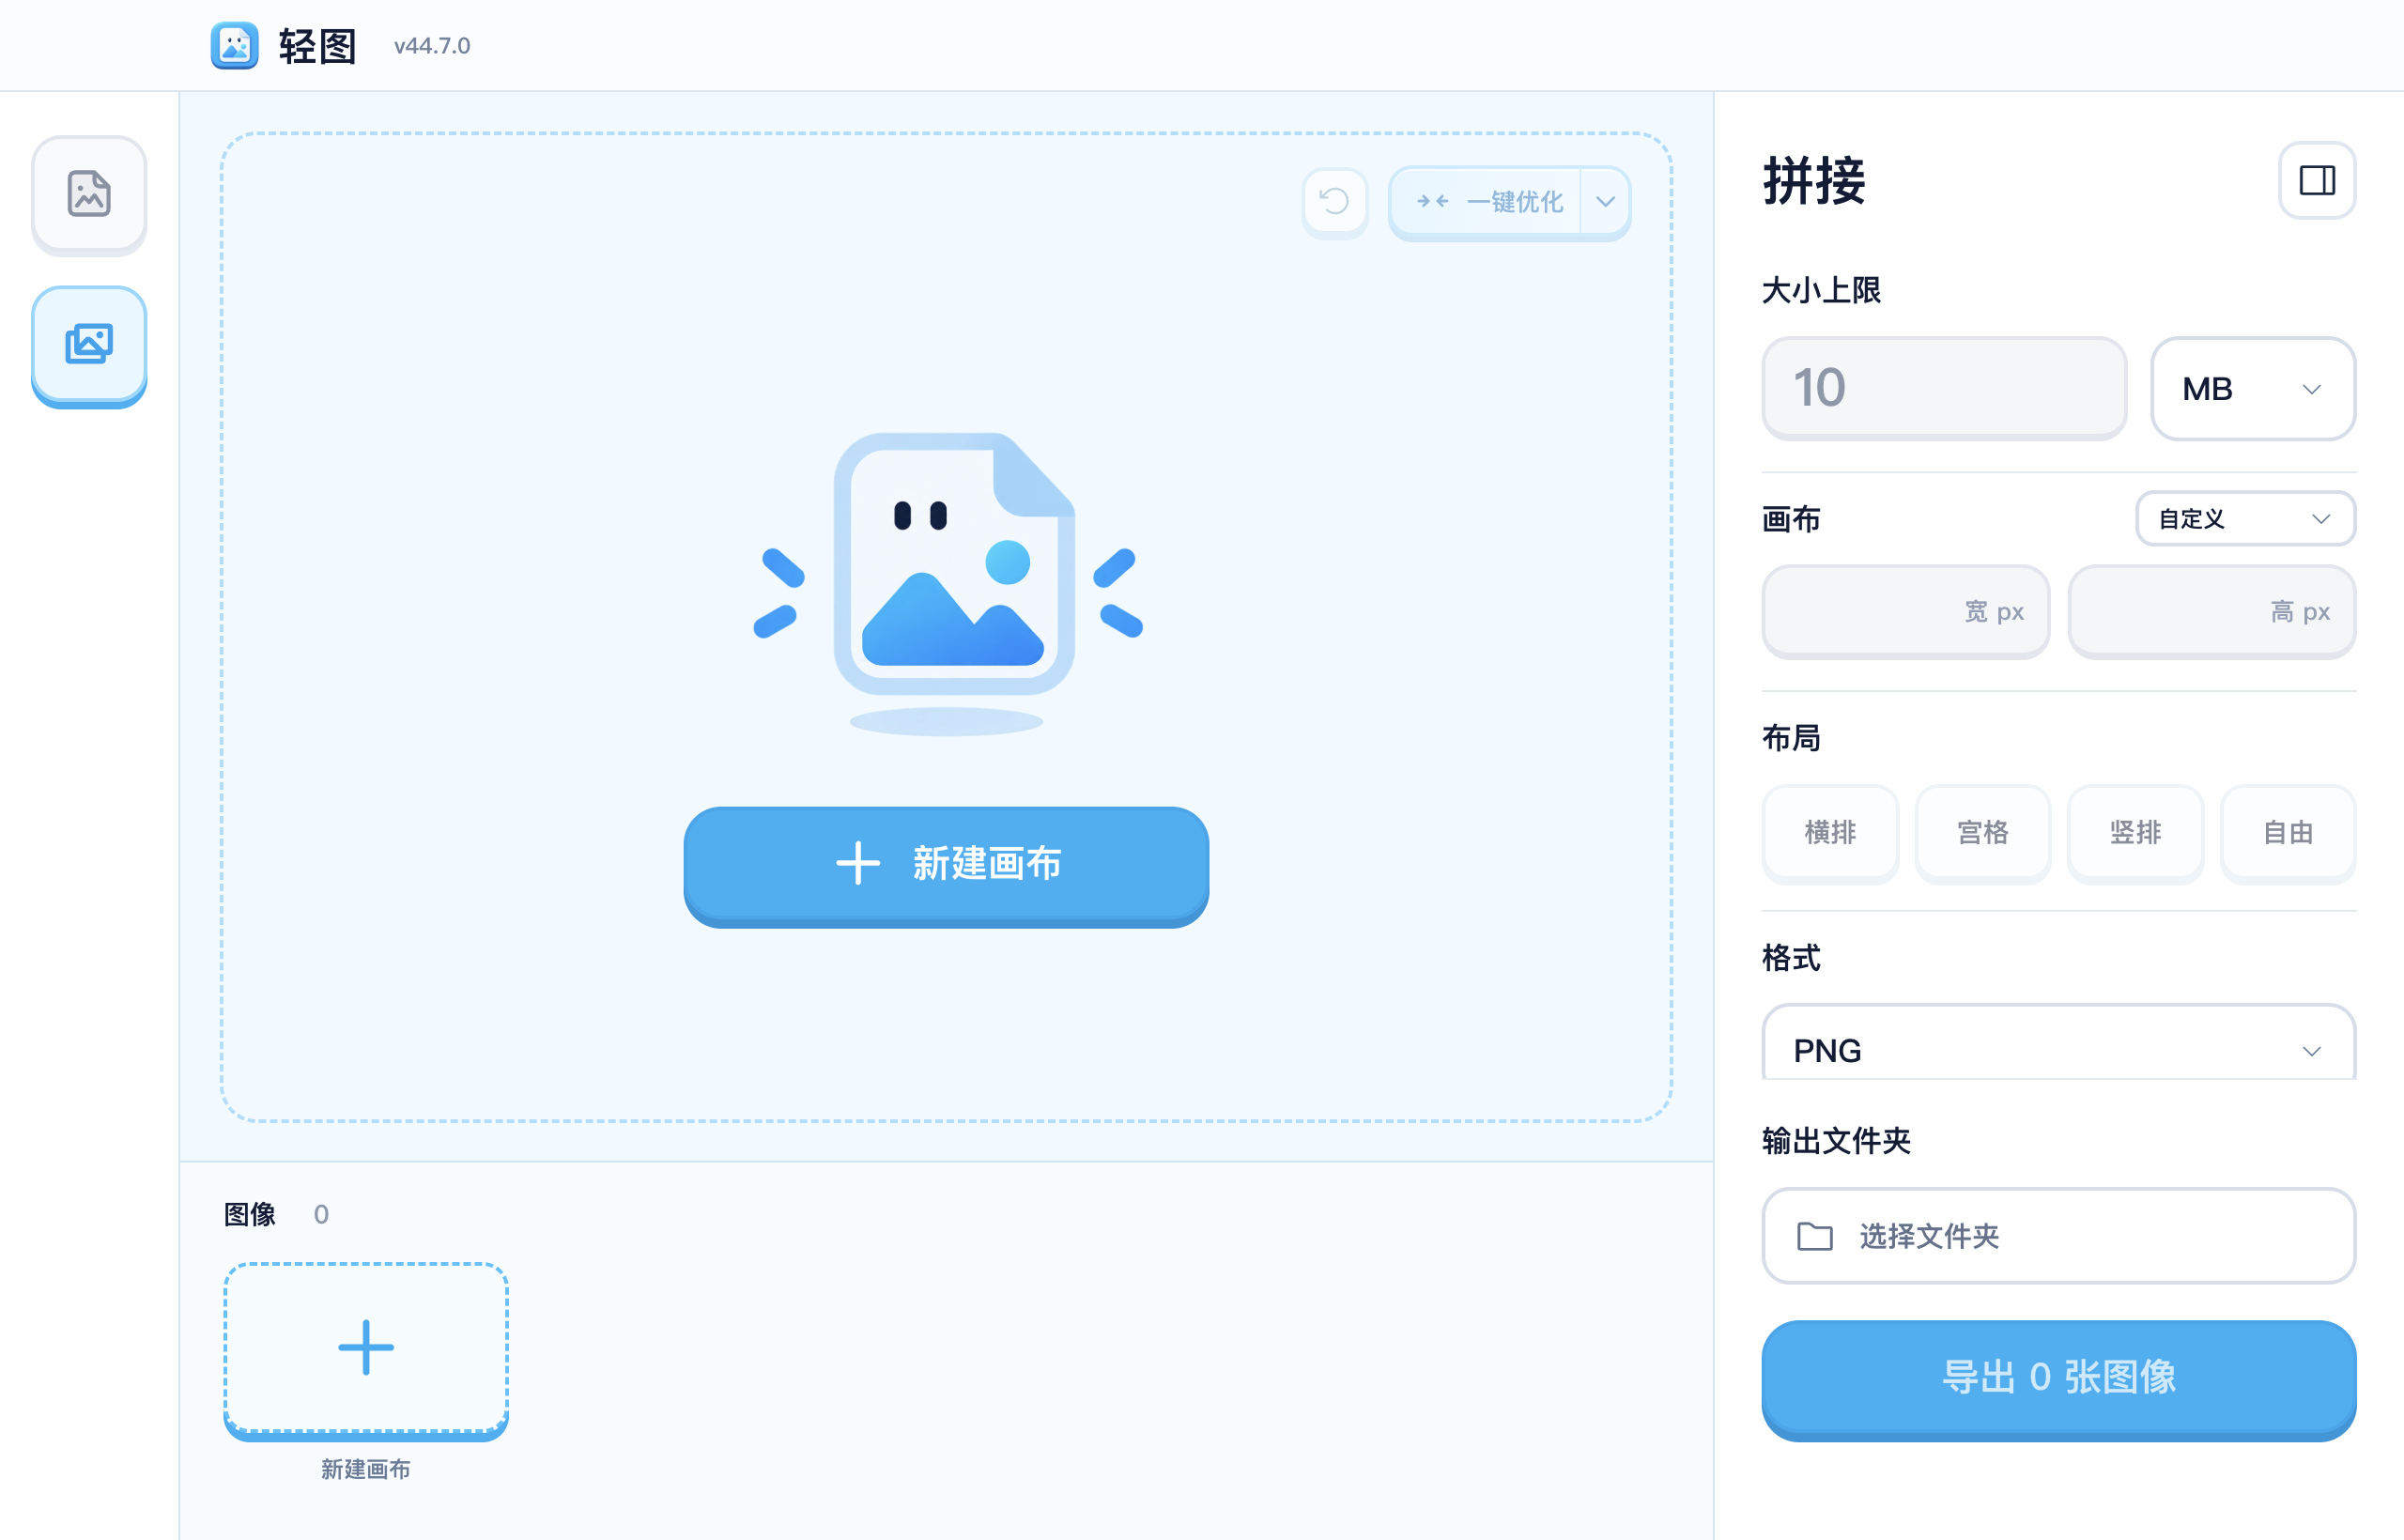 轻图 v44.7.0
一键优化
新建画布
图像 0
新建画布
拼接
大小上限
10 MB
画布 自定义
宽 px 高 px
布局
横排 宫格 竖排 自由
格式
PNG
输出文件夹
选择文件夹
导出 0 张图像